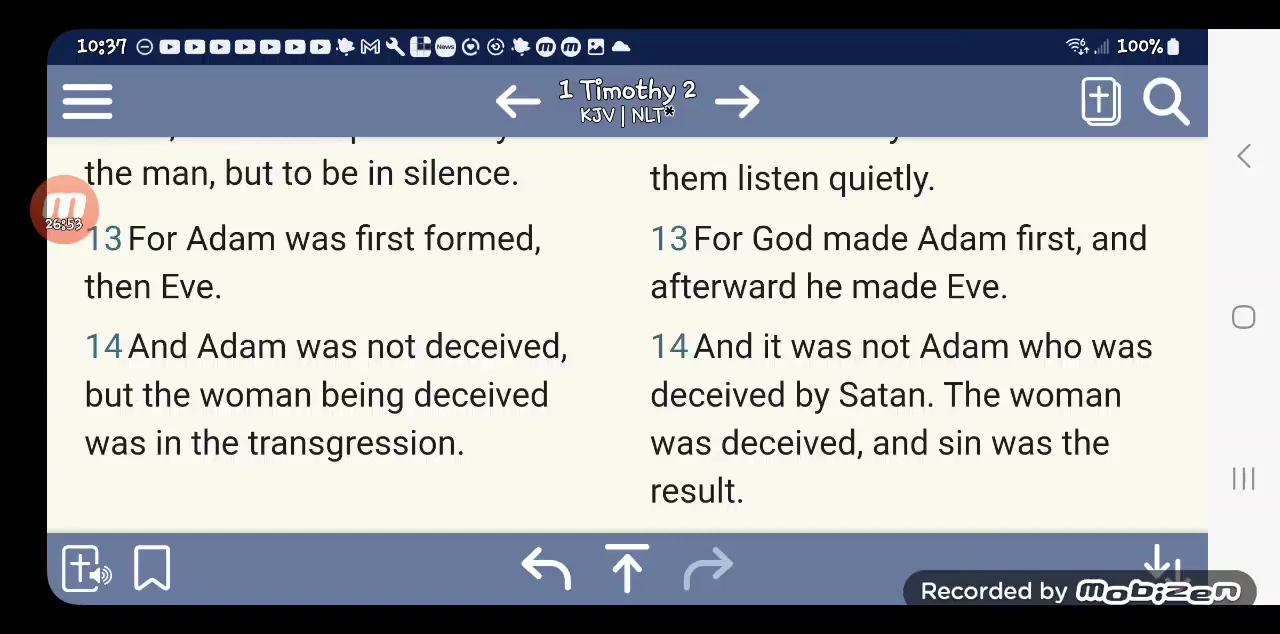 10:37 News 100%
1 Timothy 2
KJV | NLT*
the man, but to be in silence.
13 For Adam was first formed,
then Eve.
14 And Adam was not deceived,
but the woman being deceived
was in the transgression.
them listen quietly.
13 For God made Adam first, and
afterward he made Eve.
14 And it was not Adam who was
deceived by Satan. The woman
was deceived, and sin was the
result.
26:53
Recorded by mobizen